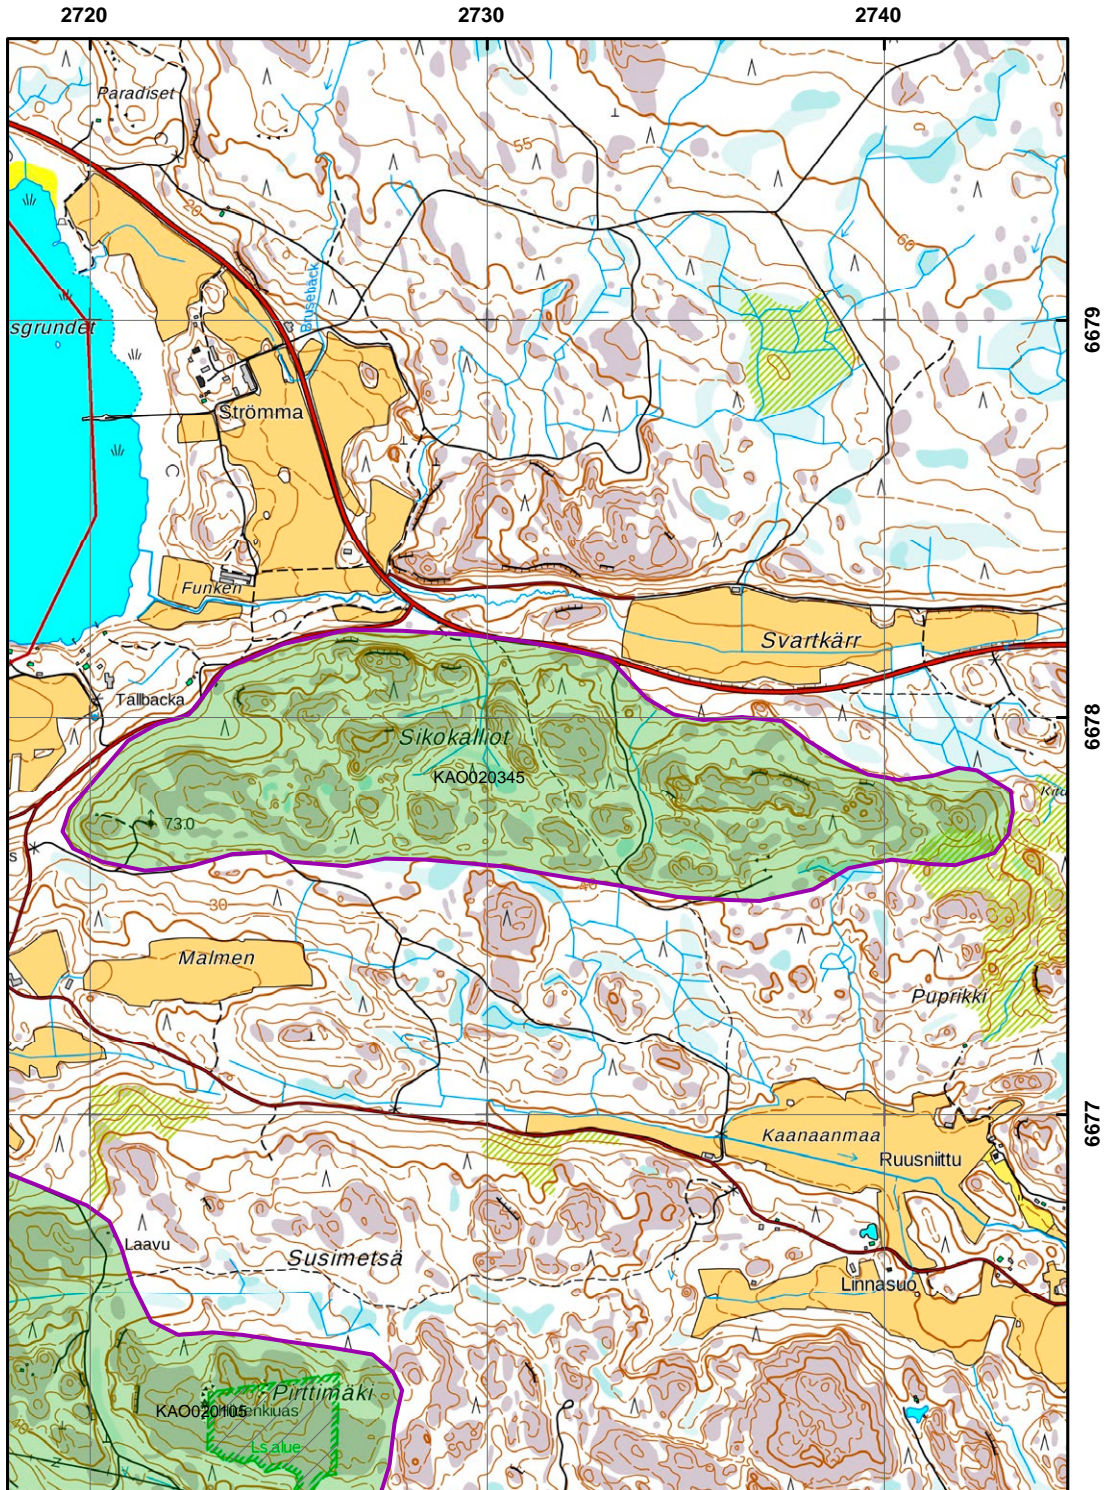 2720 2730 2740
Paradiset
55
20
60
Brusebäck
sgrundet
6679
Strömma
Funken
Svartkärr
Tallbacka
Sikokalliot
6678
KAO020345
73.0
s
40
30
Malmen
Puprikki
6677
Kaanaanmaa
Ruusniittu
Laavu
Susimetsä
Linnasuo
Pirttimäki
KAO020105
Ls alue